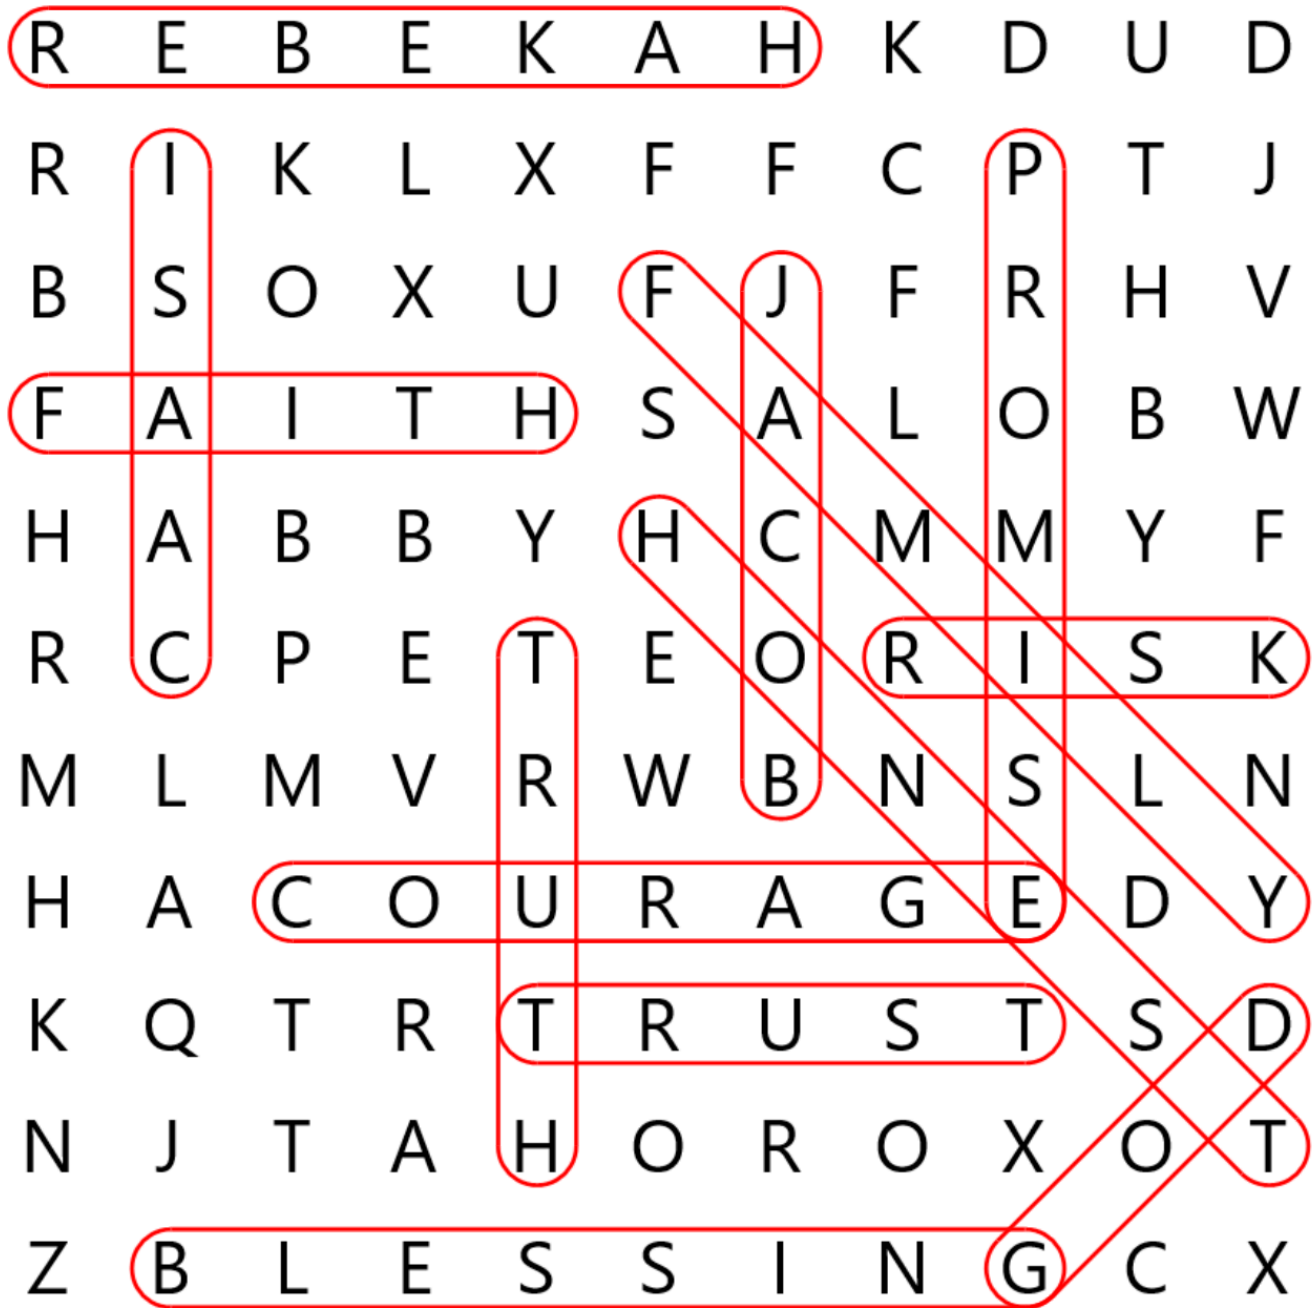 R E B E K A H K D U D
R I K L X F F C P T J
B S O X U F J F R H V
F A I T H S A L O B W
H A B B Y H C M M Y F
R C P E T E O R I S K
M L M V R W B N S L N
H A C O U R A G E D Y
K Q T R T R U S T S D
N J T A H O R O X O T
Z B L E S S I N G C X